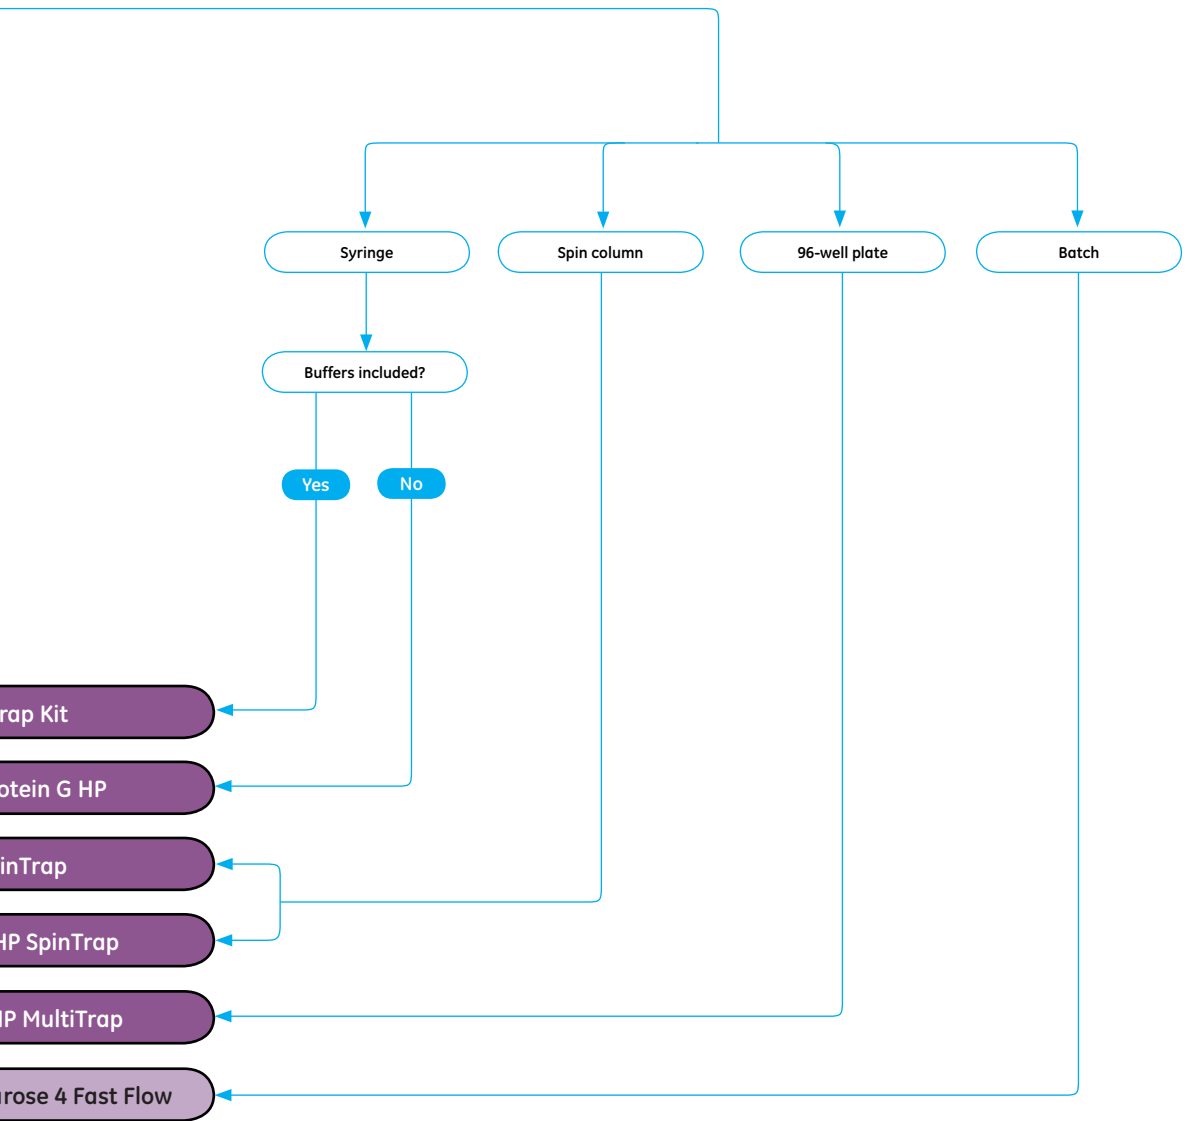 Syringe
Spin column
96-well plate
Batch
Buffers included?
Yes
No
rap Kit
otein G HP
inTrap
HP SpinTrap
HP MultiTrap
rose 4 Fast Flow